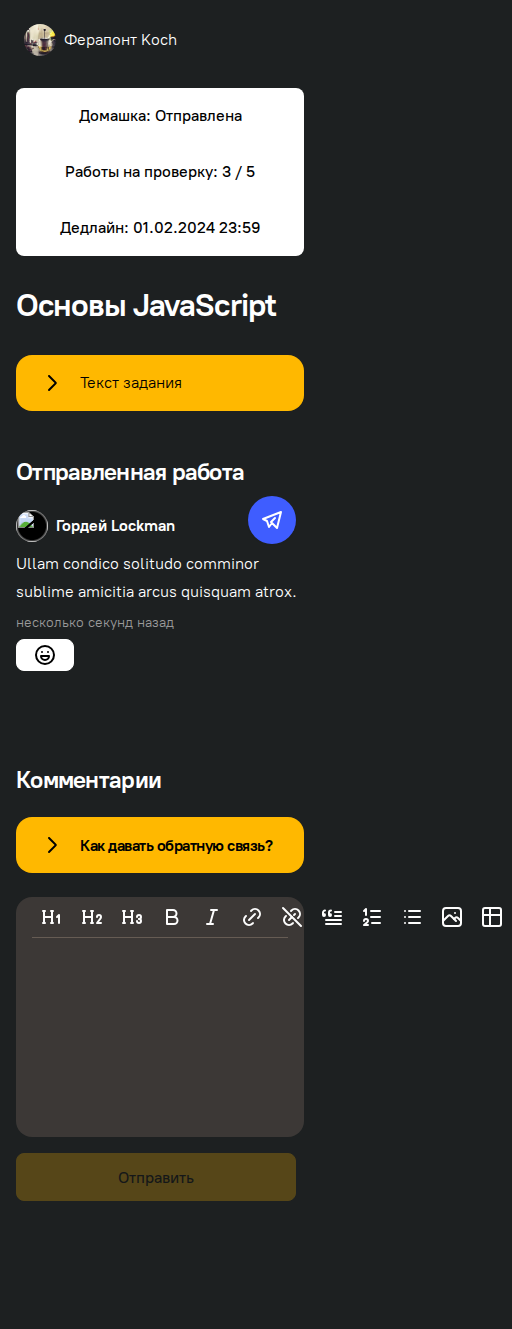 Ферапонт Koch
Домашка: Отправлена
Работы на проверку: 3 / 5
Дедлайн: 01.02.2024 23:59
Основы JavaScript
Текст задания
Отправленная работа
Гордей Lockman
Ullam condico solitudo comminor
sublime amicitia arcus quisquam atrox.
несколько секунд назад
Комментарии
Как давать обратную связь?
H1 H2 H3 B I
Отправить